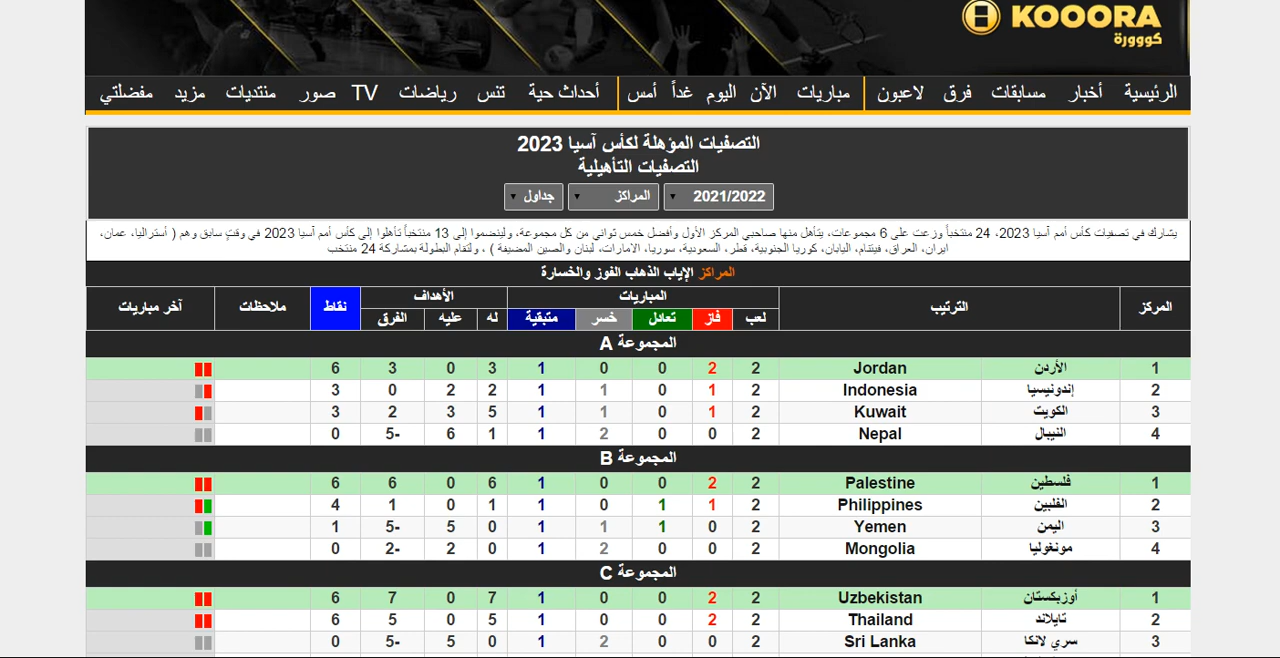 KOOORA
كووورة
الرئيسية أخبار مسابقات فرق لاعبون مباريات الآن اليوم غداً أمس أحداث حية تنس رياضات TV صور منتديات مزيد مفضلتي
التصفيات المؤهلة لكأس آسيا 2023
التصفيات التأهيلية
2021/2022 المراكز جداول
يشارك في تصفيات كأس أمم آسيا 2023، 24 منتخباً وزعت على 6 مجموعات، يتأهل منها صاحبي المركز الأول وأفضل خمس ثواني من كل مجموعة، ولينضموا إلى 13 منتخباً تأهلوا إلى كأس أمم آسيا 2023 في وقتٍ سابق وهم ( أستراليا، عمان،
ايران، العراق، فيتنام، اليابان، كوريا الجنوبية، قطر، السعودية، سوريا، الامارات، لبنان والصين المضيفة ) ، ولتقام البطولة بمشاركة 24 منتخب
المراكز الإياب الذهاب الفوز والخسارة
المركز الترتيب المباريات الأهداف نقاط ملاحظات آخر مباريات
لعب فاز تعادل خسر متبقية له عليه الفرق
المجموعة A
1 الأردن Jordan 2 2 0 0 1 3 0 3 6
2 إندونيسيا Indonesia 2 1 0 1 1 2 2 0 3
3 الكويت Kuwait 2 1 0 1 1 5 3 2 3
4 النيبال Nepal 2 0 0 2 1 1 6 5- 0
المجموعة B
1 فلسطين Palestine 2 2 0 0 1 6 0 6 6
2 الفلبين Philippines 2 1 1 0 1 1 0 1 4
3 اليمن Yemen 2 0 1 1 1 0 5 5- 1
4 مونغوليا Mongolia 2 0 0 2 1 0 2 2- 0
المجموعة C
1 أوزبكستان Uzbekistan 2 2 0 0 1 7 0 7 6
2 تايلاند Thailand 2 2 0 0 1 5 0 5 6
3 سري لانكا Sri Lanka 2 0 0 2 1 0 5 5- 0